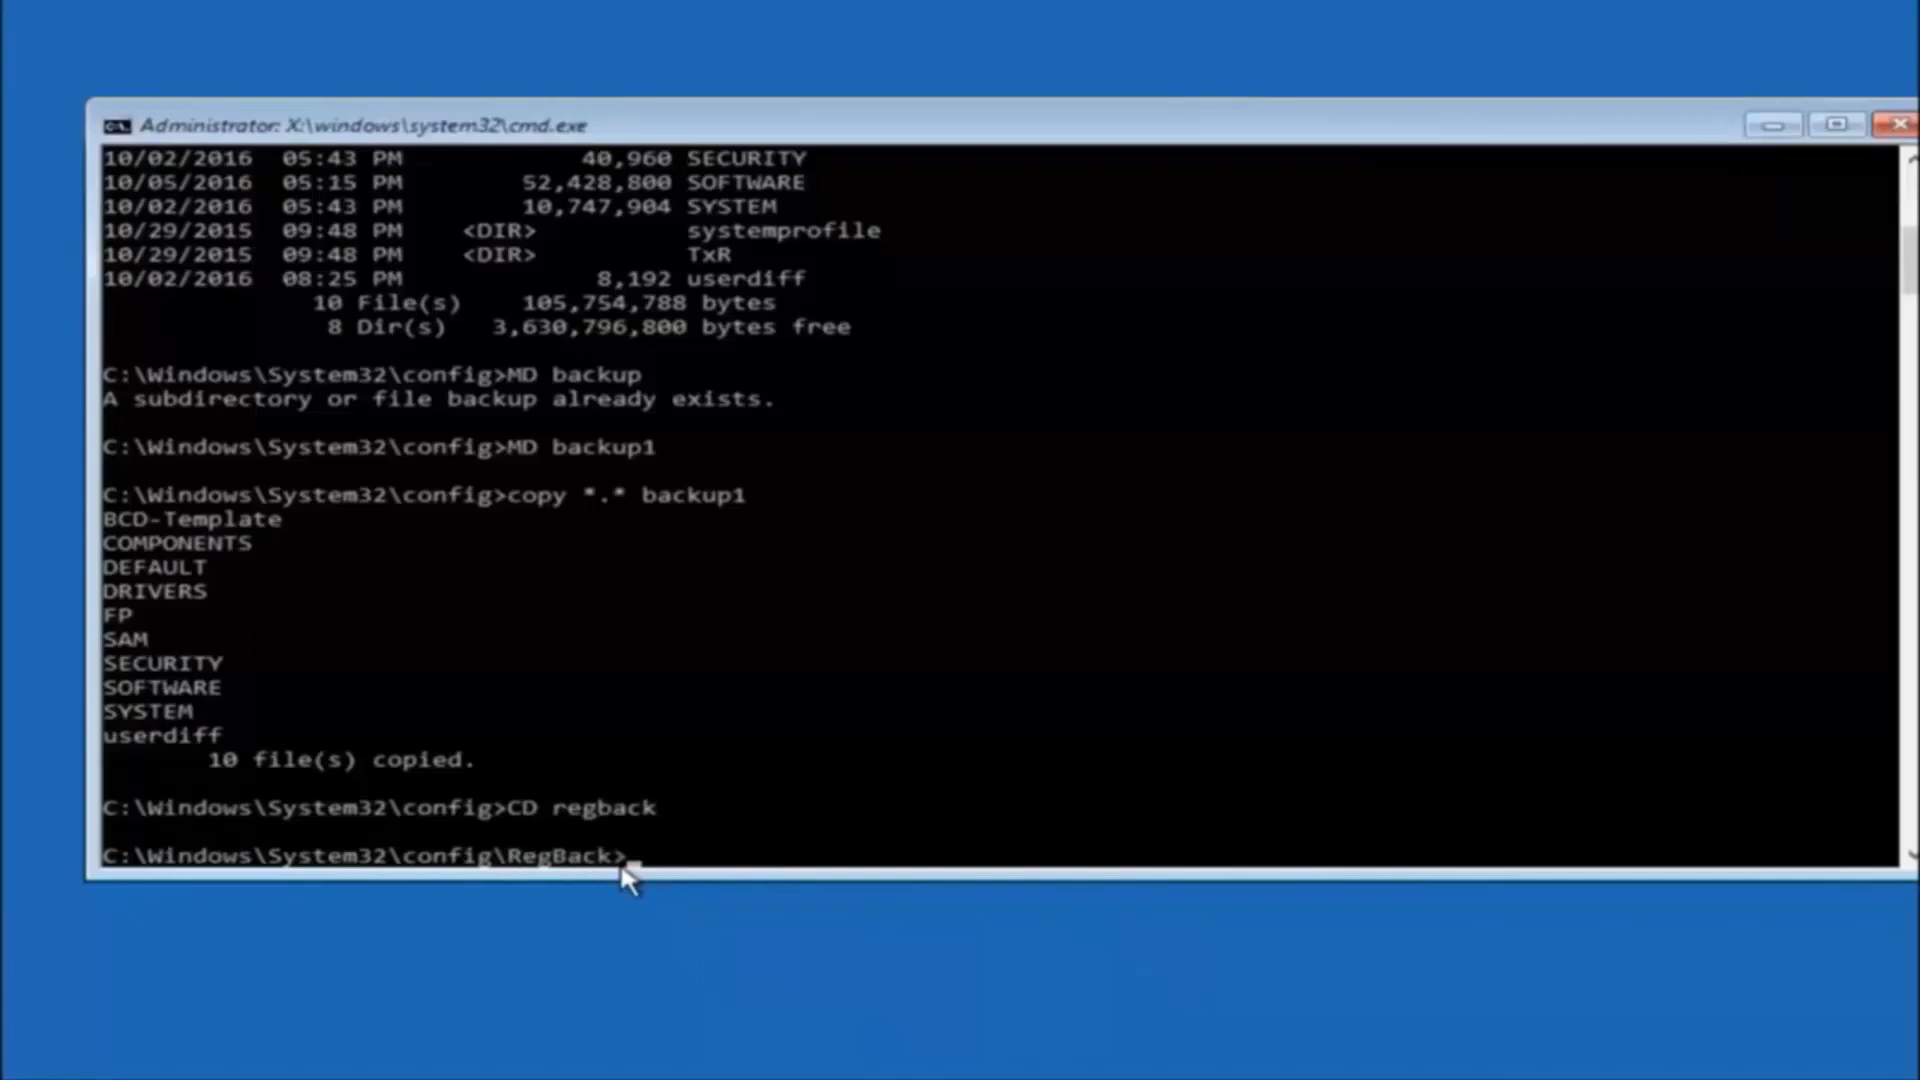 Administrator: X:\windows\system32\cmd.exe
10/02/2016  05:43 PM            40,960 SECURITY
10/05/2016  05:15 PM        52,428,800 SOFTWARE
10/02/2016  05:43 PM        10,747,904 SYSTEM
10/29/2015  09:48 PM    <DIR>          systemprofile
10/29/2015  09:48 PM    <DIR>          TxR
10/02/2016  08:25 PM             8,192 userdiff
              10 File(s)    105,754,788 bytes
               8 Dir(s)   3,630,796,800 bytes free
C:\Windows\System32\config>MD backup
A subdirectory or file backup already exists.
C:\Windows\System32\config>MD backup1
C:\Windows\System32\config>copy *.* backup1
BCD-Template
COMPONENTS
DEFAULT
DRIVERS
FP
SAM
SECURITY
SOFTWARE
SYSTEM
userdiff
       10 file(s) copied.
C:\Windows\System32\config>CD regback
C:\Windows\System32\config\RegBack>